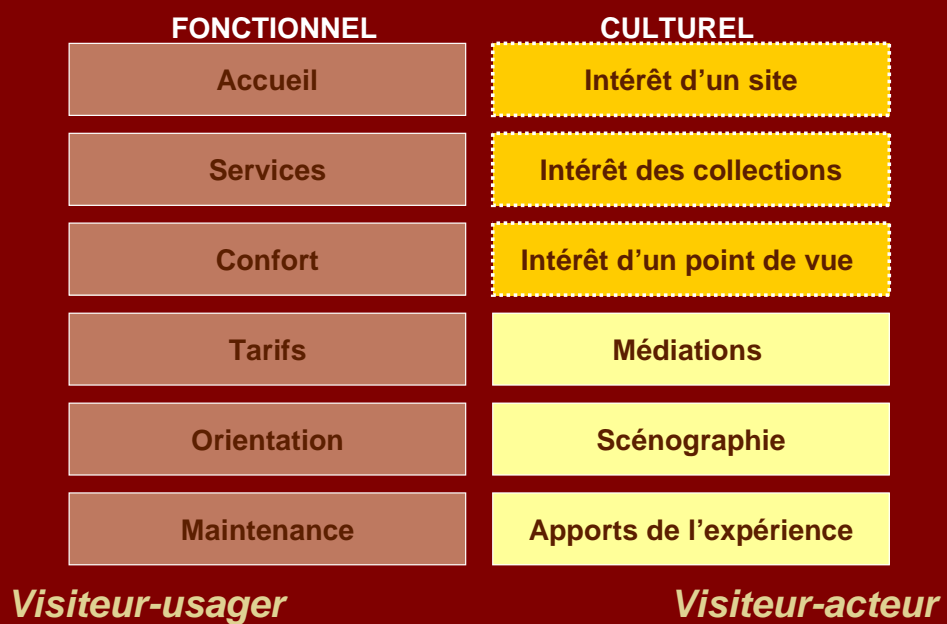 FONCTIONNEL
CULTUREL
Accueil
Intérêt d’un site
Services
Intérêt des collections
Confort
Intérêt d’un point de vue
Tarifs
Médiations
Orientation
Scénographie
Maintenance
Apports de l’expérience
Visiteur-usager
Visiteur-acteur